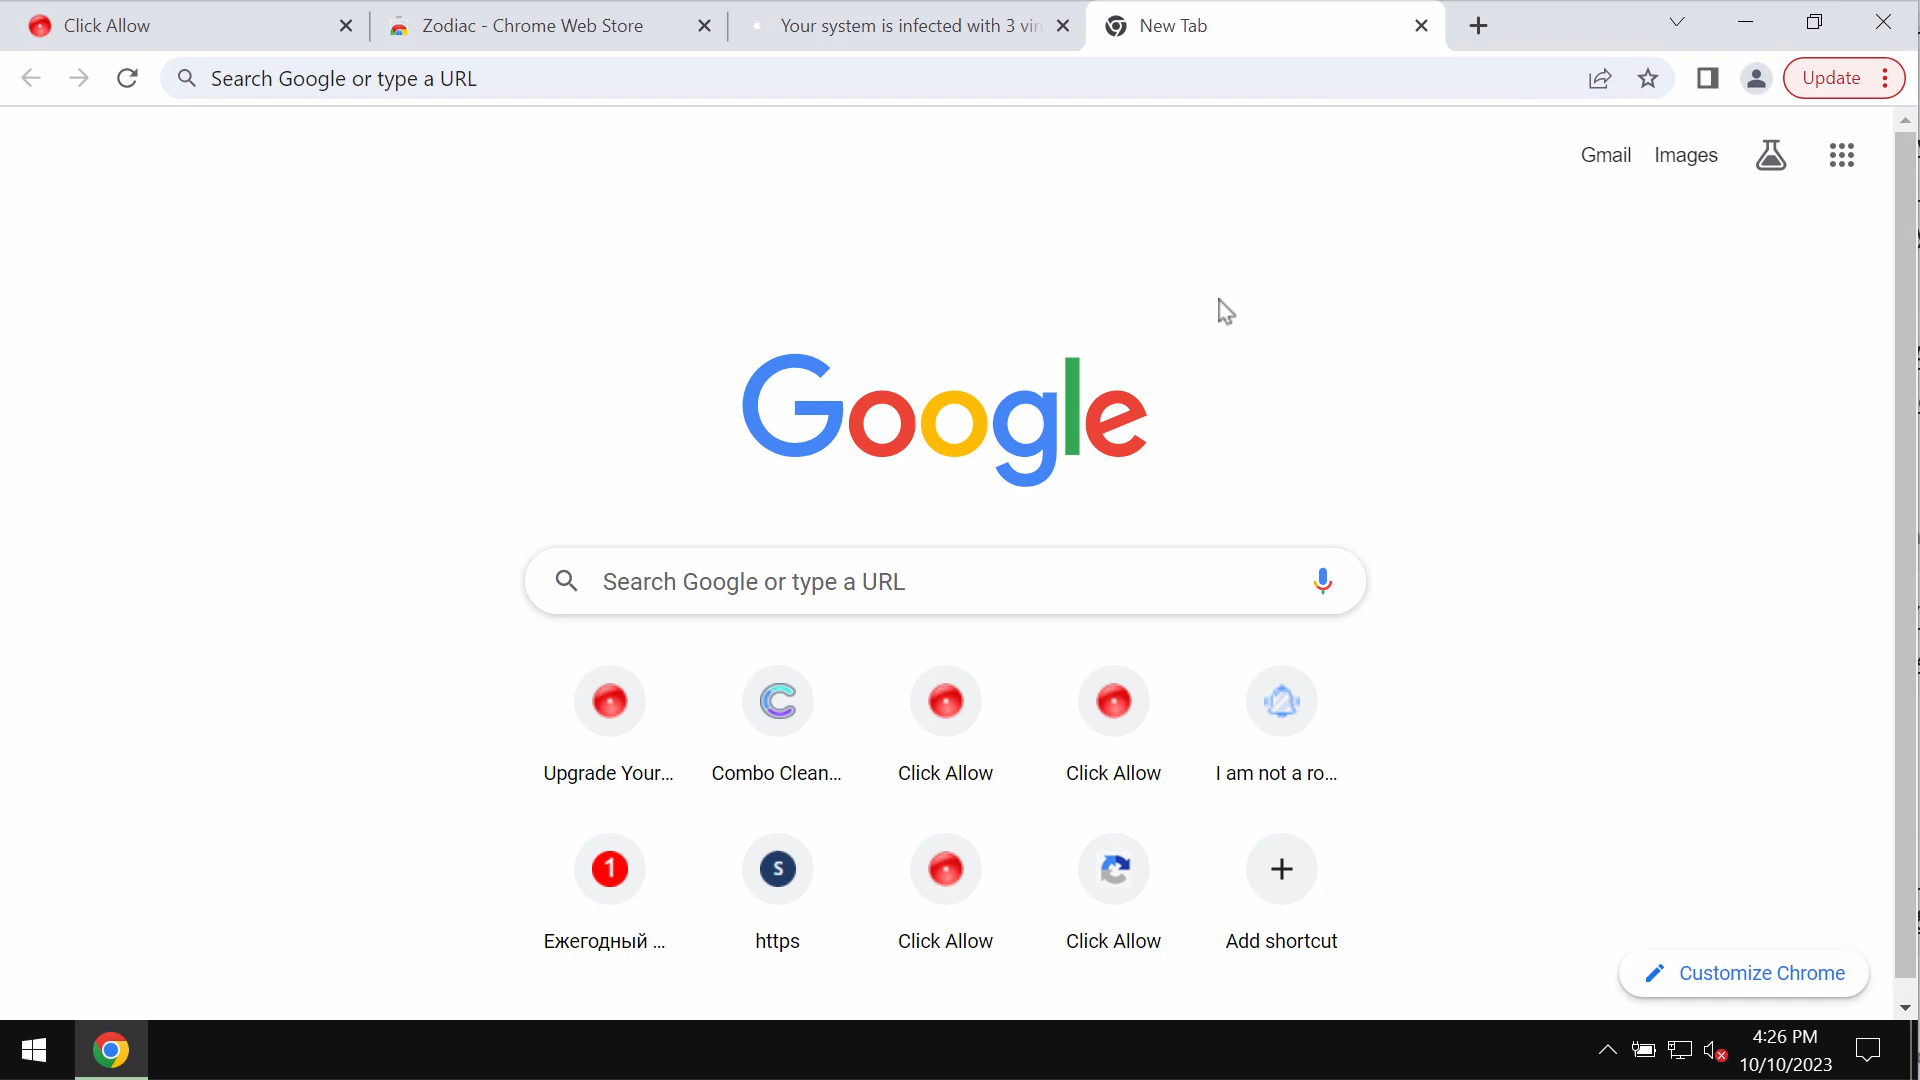 Click Allow
Zodiac - Chrome Web Store
Your system is infected with 3 vir
New Tab
Search Google or type a URL
Update
Gmail
Images
Google
Search Google or type a URL
Upgrade Your...
Combo Clean...
Click Allow
Click Allow
I am not a ro...
1
S
Ежегодный ...
https
Click Allow
Click Allow
Add shortcut
Customize Chrome
4:26 PM
10/10/2023